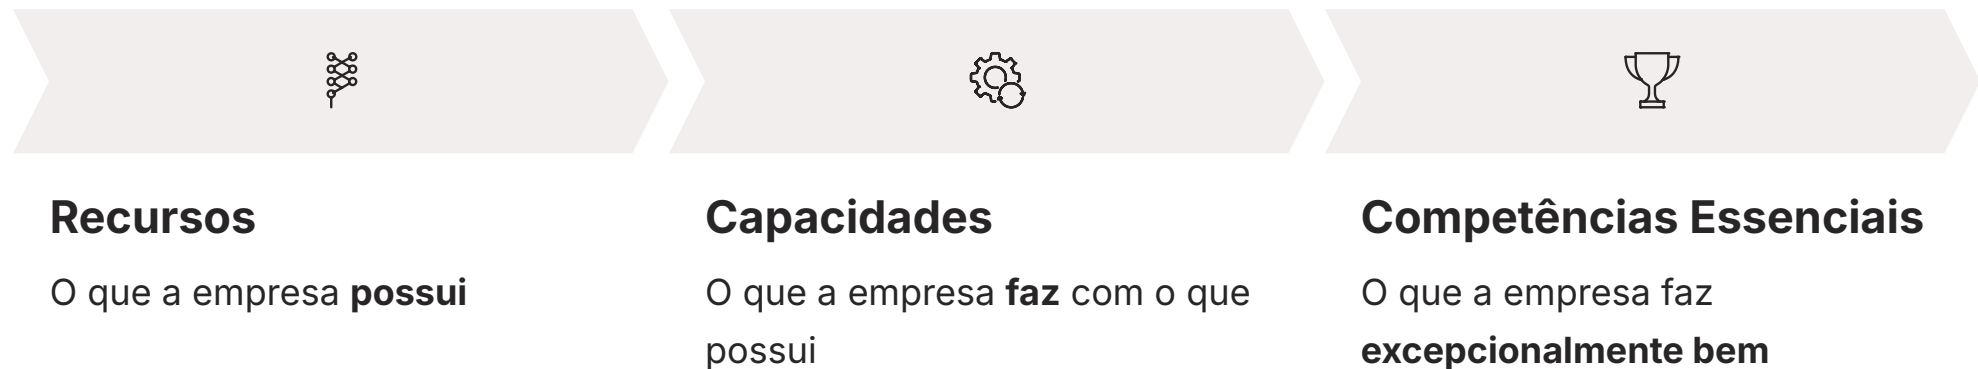 Recursos
O que a empresa possui
Capacidades
O que a empresa faz com o que
possui
Competências Essenciais
O que a empresa faz
excepcionalmente bem